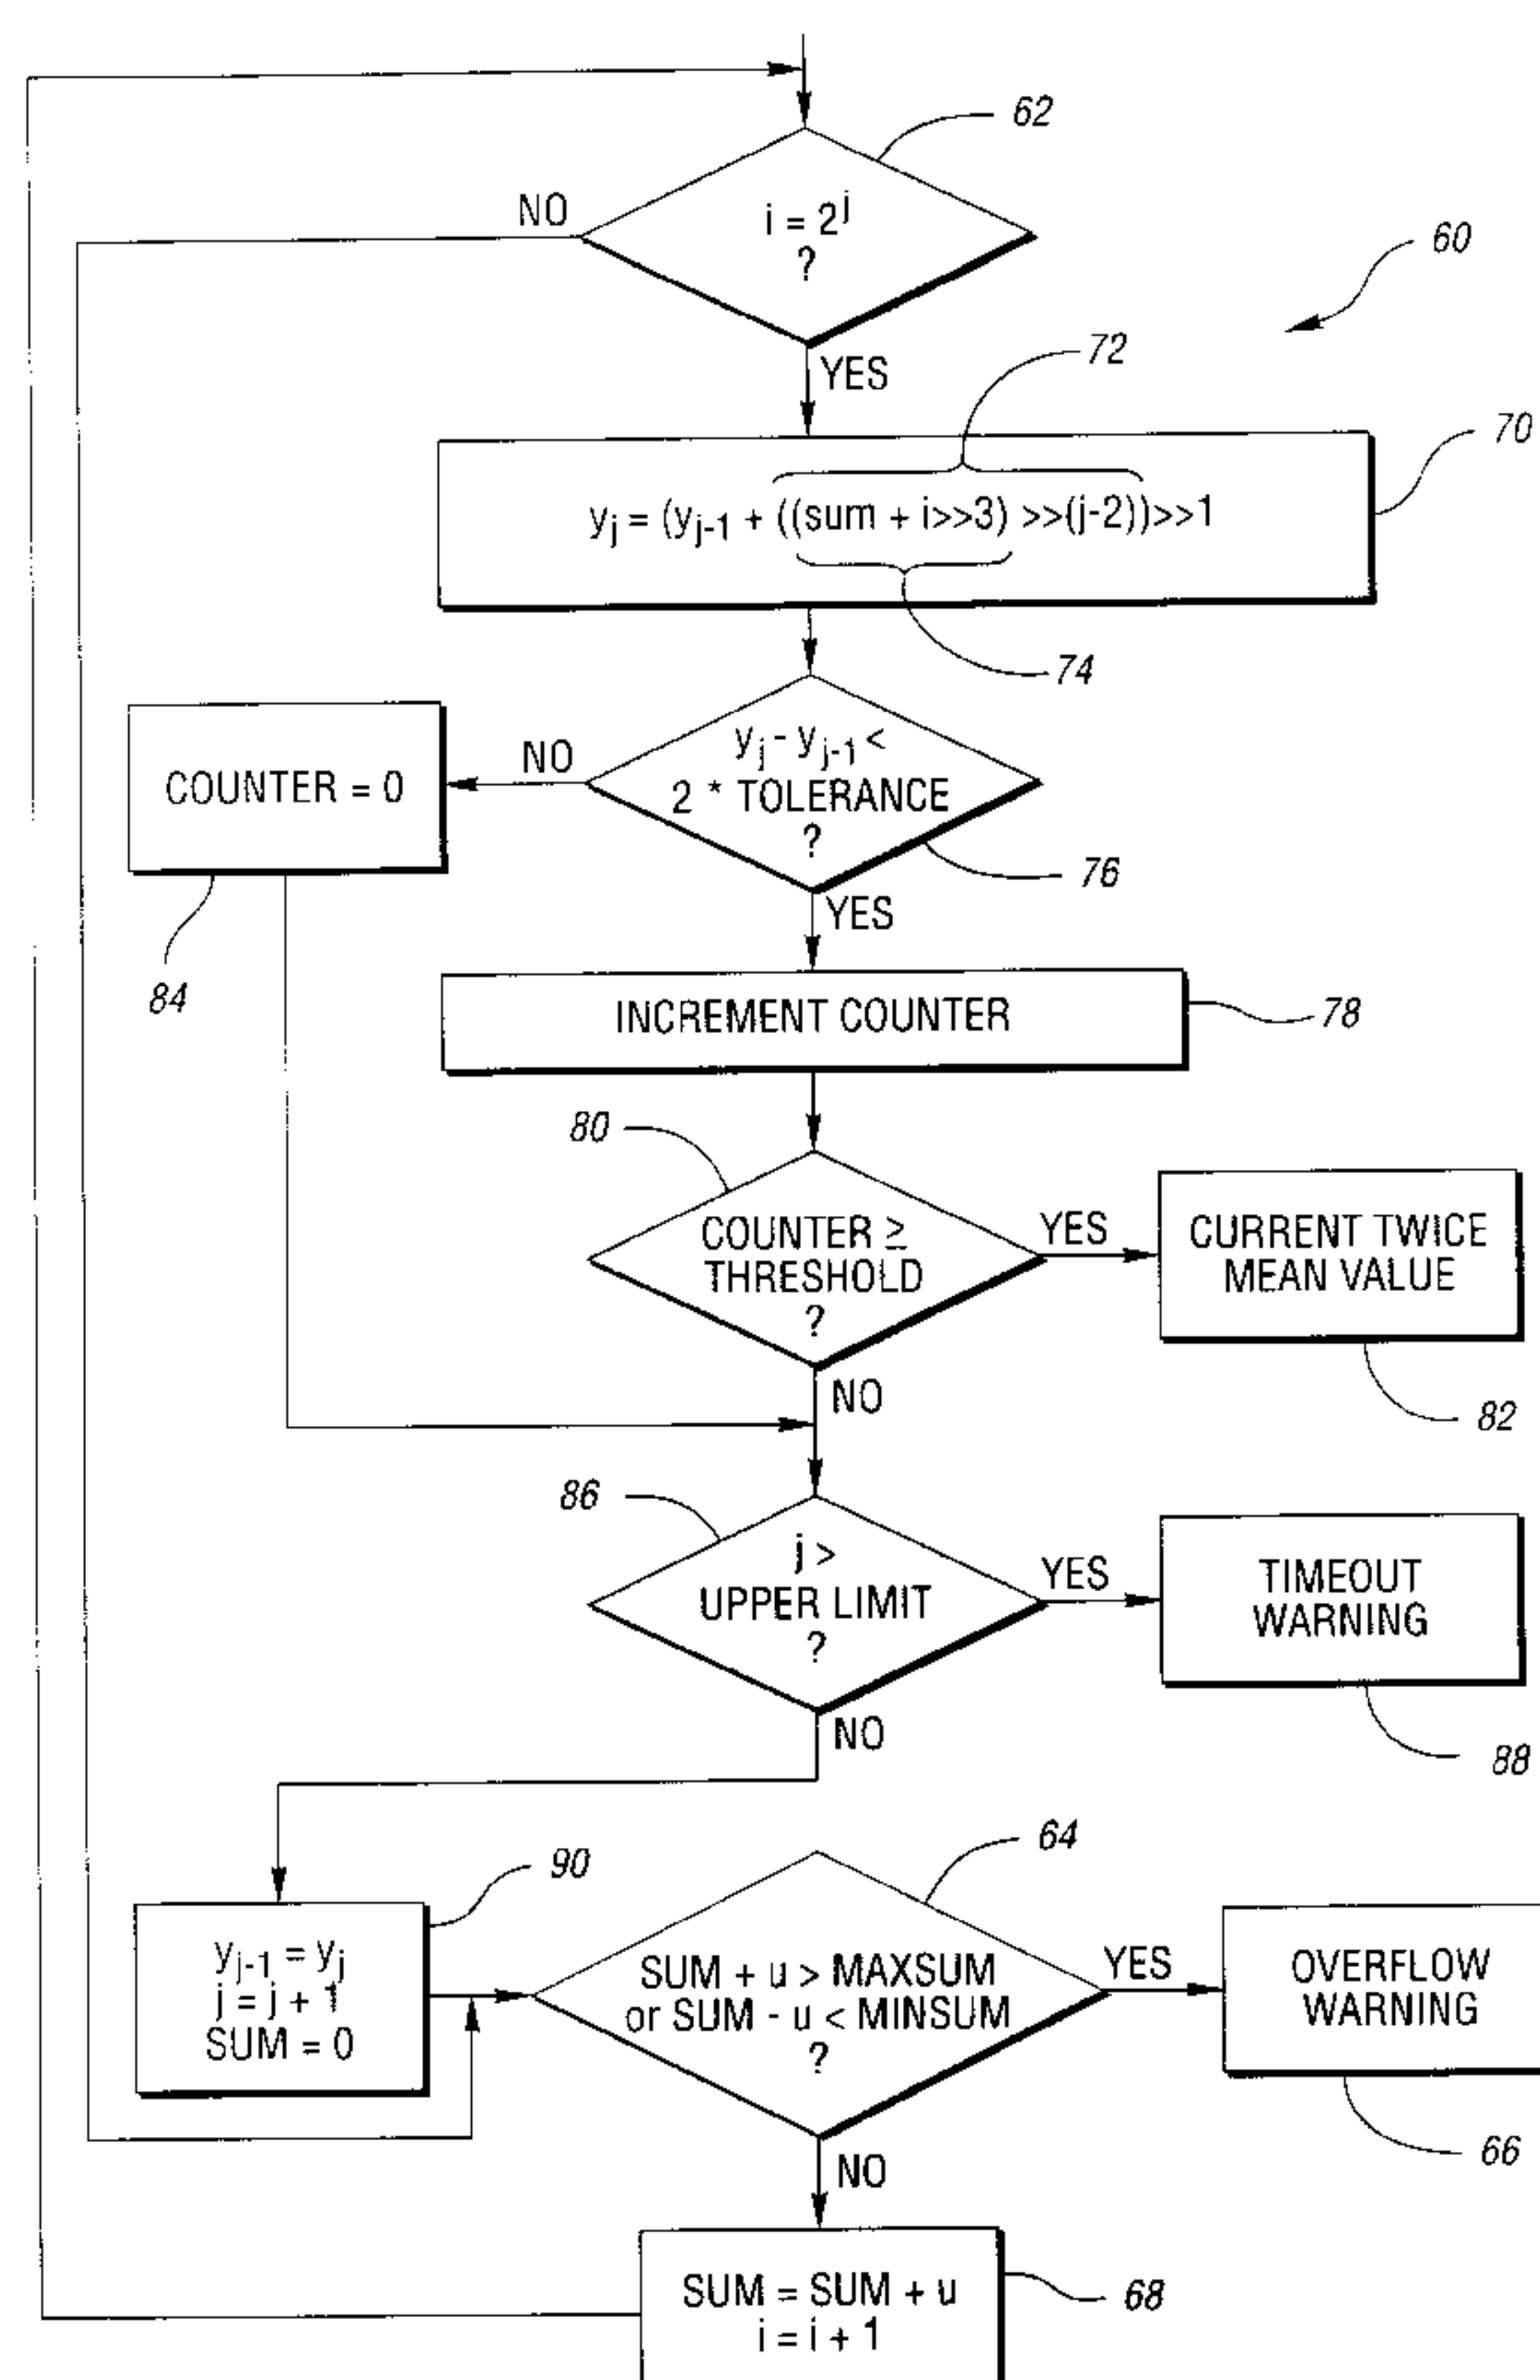 62
NO
i = 2^j
?
60
YES
72
70
y_j = (y_{j-1} + ((sum + i>>3) >>(j-2))>>1
74
y_j - y_{j-1} <
2 * TOLERANCE
?
NO
COUNTER = 0
76
YES
84
INCREMENT COUNTER
78
80
COUNTER ≥
THRESHOLD
?
YES
CURRENT TWICE
MEAN VALUE
NO
82
86
j >
UPPER LIMIT
?
YES
TIMEOUT
WARNING
NO
88
64
90
y_{j-1} = y_j
j = j + 1
SUM = 0
SUM + u > MAXSUM
or SUM - u < MINSUM
?
YES
OVERFLOW
WARNING
66
NO
SUM = SUM + u
i = i + 1
68